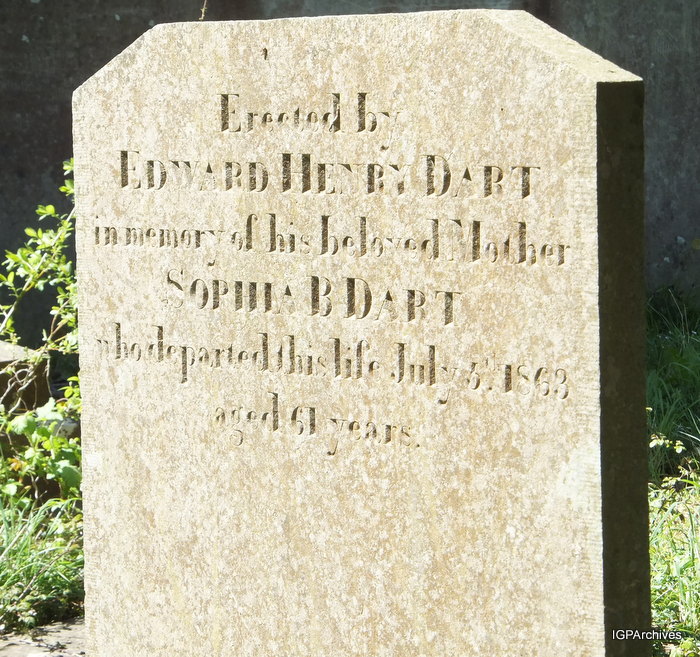 Erected by
EDWARD HENRY DART
in memory of his beloved Mother
SOPHIA B DART
who departed this life July 5th 1863
aged 61 years.
IGPArchives